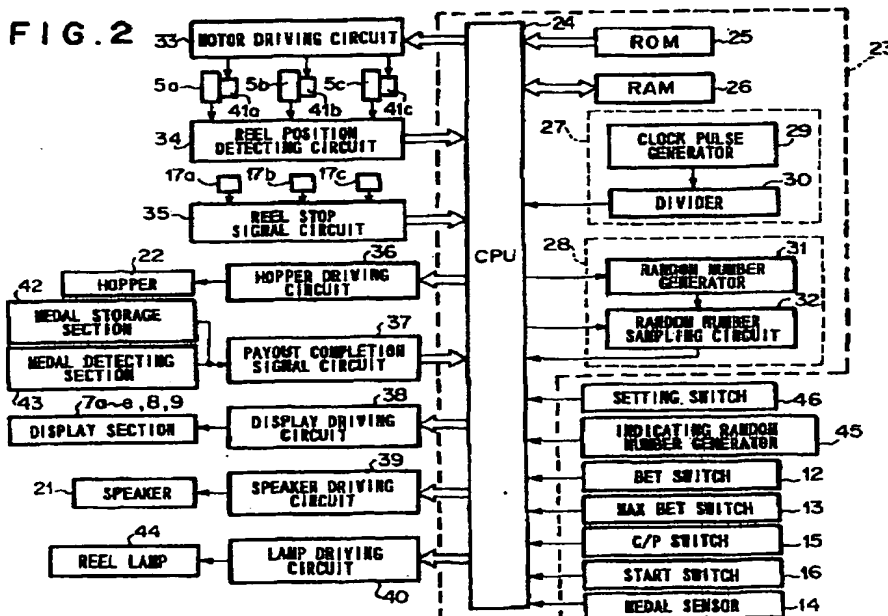 FIG.2
33
MOTOR DRIVING CIRCUIT
5a
41a
5b
41b
5c
41c
34
REEL POSITION
DETECTING CIRCUIT
17a
17b
17c
35
REEL STOP
SIGNAL CIRCUIT
22
HOPPER
36
HOPPER DRIVING
CIRCUIT
42
MEDAL STORAGE
SECTION
MEDAL DETECTING
SECTION
43
37
PAYOUT COMPLETION
SIGNAL CIRCUIT
7a~e,8,9
DISPLAY SECTION
38
DISPLAY DRIVING
CIRCUIT
21
SPEAKER
39
SPEAKER DRIVING
CIRCUIT
44
REEL LAMP
LAMP DRIVING
CIRCUIT
40
24
CPU
ROM
25
23
RAM
26
27
CLOCK PULSE
GENERATOR
29
30
DIVIDER
28
31
RANDOM NUMBER
GENERATOR
32
RANDOM NUMBER
SAMPLING CIRCUIT
SETTING SWITCH
46
INDICATING RANDOM
NUMBER GENERATOR
45
BET SWITCH
12
MAX BET SWITCH
13
C/P SWITCH
15
START SWITCH
16
MEDAL SENSOR
14